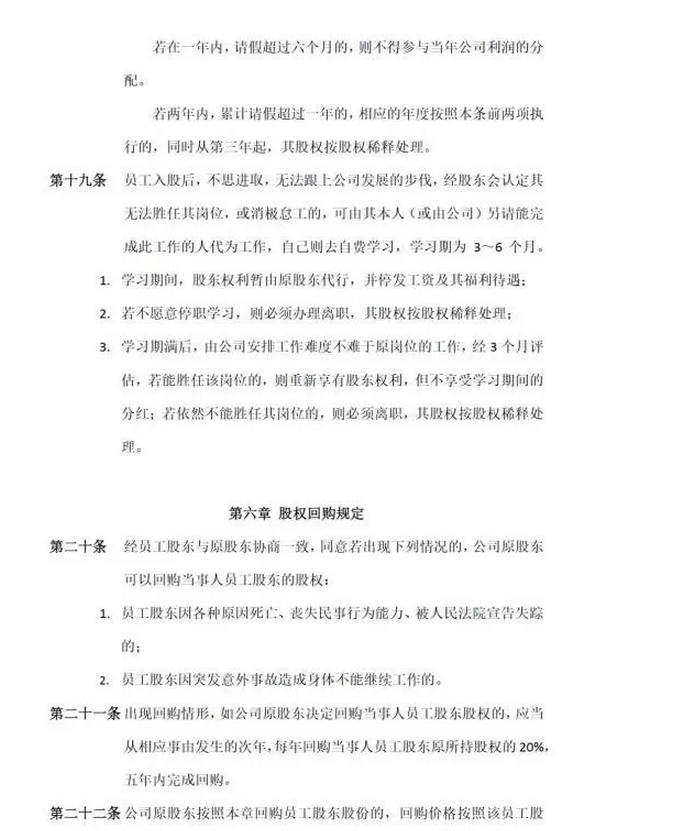 若在一年内，请假超过六个月的，则不得参与当年公司利润的分
配。
若两年内，累计请假超过一年的，相应的年度按照本条前两项执
行的，同时从第三年起，其股权按股权稀释处理。
第十九条 员工入股后，不思进取，无法跟上公司发展的步伐，经股东会认定其
无法胜任其岗位，或消极怠工的，可由其本人（或由公司）另请能完
成此工作的人代为工作，自己则去自费学习，学习期为 3～6 个月。
1. 学习期间，股东权利暂由原股东代行，并停发工资及其福利待遇；
2. 若不愿意停职学习，则必须办理离职，其股权按股权稀释处理；
3. 学习期满后，由公司安排工作难度不难于原岗位的工作，经 3 个月评
估，若能胜任该岗位的，则重新享有股东权利，但不享受学习期间的
分红；若依然不能胜任其岗位的，则必须离职，其股权按股权稀释处
理。
第六章 股权回购规定
第二十条 经员工股东与原股东协商一致，同意若出现下列情况的，公司原股东
可以回购当事人员工股东的股权：
1. 员工股东因各种原因死亡、丧失民事行为能力、被人民法院宣告失踪
的；
2. 员工股东因突发意外事故造成身体不能继续工作的。
第二十一条 出现回购情形，如公司原股东决定回购当事人员工股东股权的，应当
从相应事由发生的次年，每年回购当事人员工股东原所持股权的 20%，
五年内完成回购。
第二十二条 公司原股东按照本章回购员工股东股份的，回购价格按照该员工股